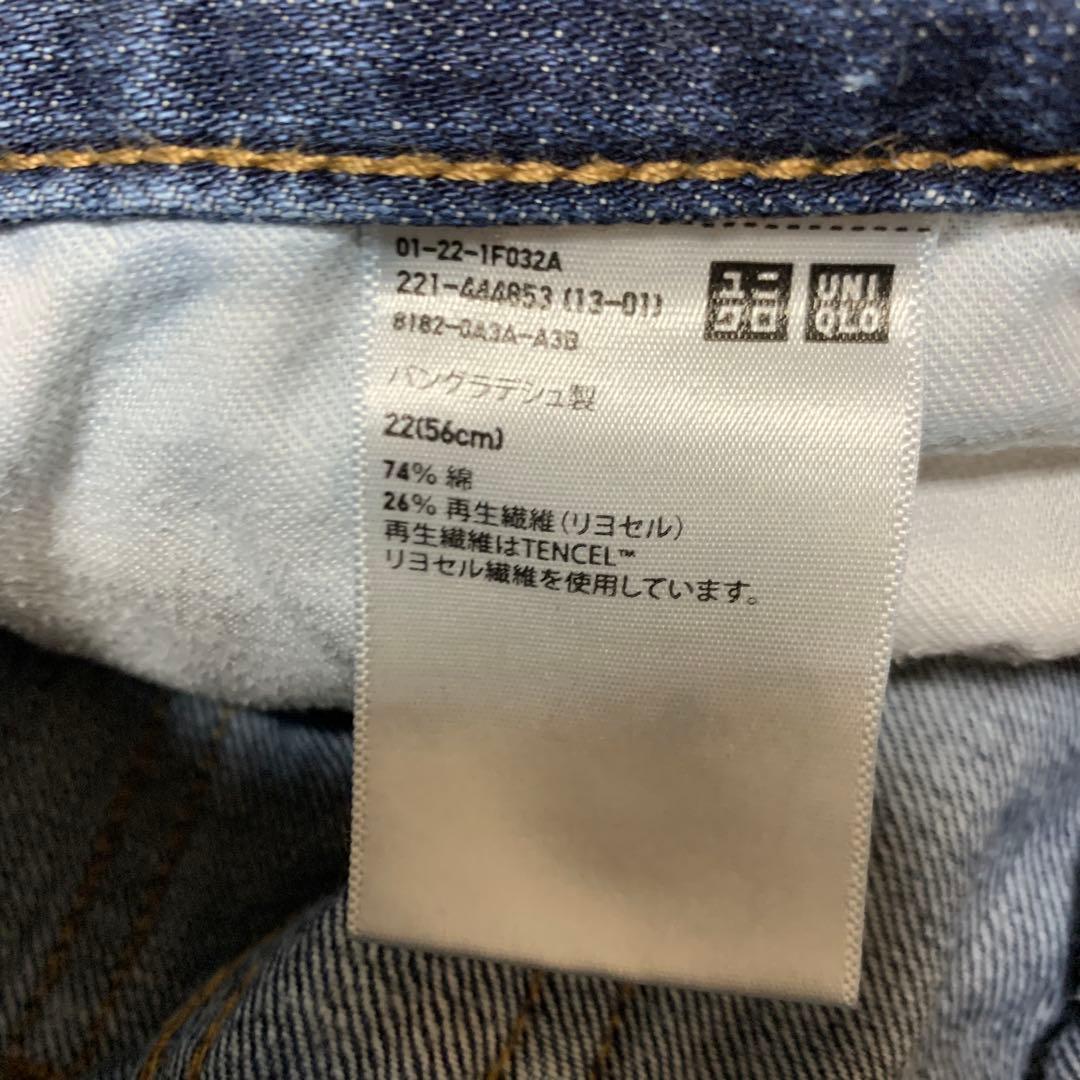 01-22-1F032A
221-444853 (13-01)
8182-0A3A-A3B
バングラデシュ製
22(56cm)
74% 綿
26% 再生繊維(リヨセル)
再生繊維はTENCEL™
リヨセル繊維を使用しています。
ユニ
クロ
UNI
QLO